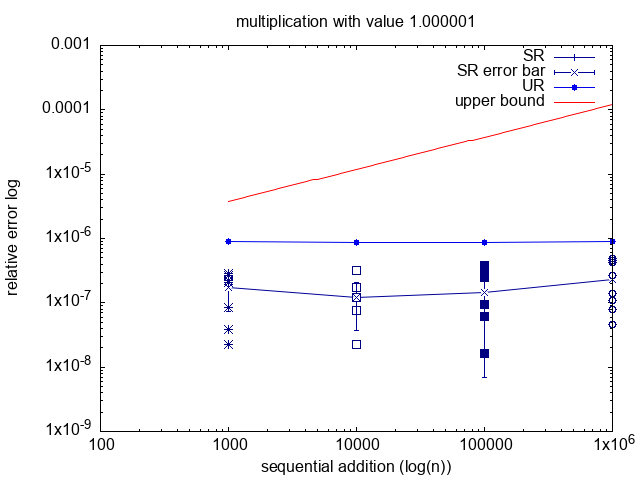 multiplication with value 1.000001
0.001
SR
SR error bar
UR
0.0001
upper bound
1x10⁻⁵
relative error log
1x10⁻⁶
1x10⁻⁷
1x10⁻⁸
1x10⁻⁹
100 1000 10000 100000 1x10⁶
sequential addition (log(n))